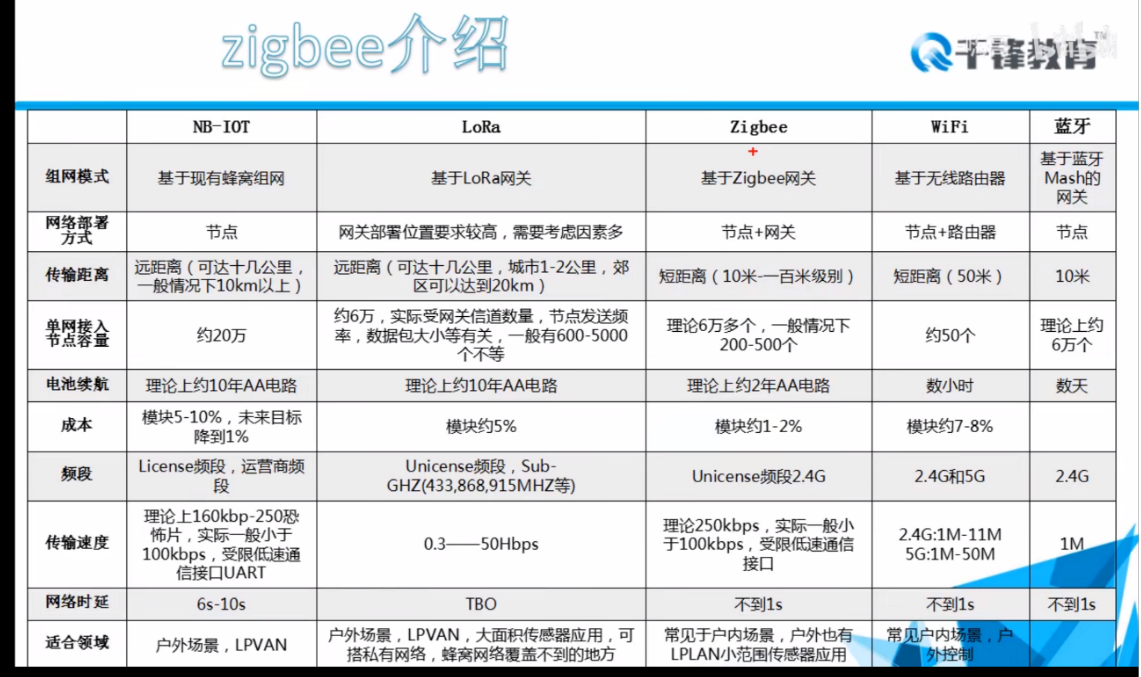 zigbee介绍
千锋教育
NB-IOT LoRa Zigbee WiFi 蓝牙
组网模式 基于现有蜂窝组网 基于LoRa网关 基于Zigbee网关 基于无线路由器 基于蓝牙
Mash的
网关
网络部署
方式 节点 网关部署位置要求较高，需要考虑因素多 节点+网关 节点+路由器 节点
传输距离 远距离（可达十几公里，
一般情况下10km以上） 远距离（可达十几公里，城市1-2公里，郊
区可以达到20km） 短距离（10米-一百米级别） 短距离（50米） 10米
单网接入
节点容量 约20万 约6万，实际受网关信道数量，节点发送频
率，数据包大小等有关，一般有600-5000
个不等 理论6万多个，一般情况下
200-500个 约50个 理论上约
6万个
电池续航 理论上约10年AA电路 理论上约10年AA电路 理论上约2年AA电路 数小时 数天
成本 模块5-10%，未来目标
降到1% 模块约5% 模块约1-2% 模块约7-8%
频段 License频段，运营商频
段 Unicense频段，Sub-
GHZ(433,868,915MHZ等) Unicense频段2.4G 2.4G和5G 2.4G
传输速度 理论上160kbp-250恐
怖片，实际一般小于
100kbps，受限低速通
信接口UART 0.3——50Hbps 理论250kbps，实际一般小
于100kbps，受限低速通信
接口 2.4G:1M-11M
5G:1M-50M 1M
网络时延 6s-10s TBO 不到1s 不到1s 不到1s
适合领域 户外场景，LPVAN 户外场景，LPVAN，大面积传感器应用，可
搭私有网络，蜂窝网络覆盖不到的地方 常见于户内场景，户外也有
LPLAN小范围传感器应用 常见户内场景，户
外控制